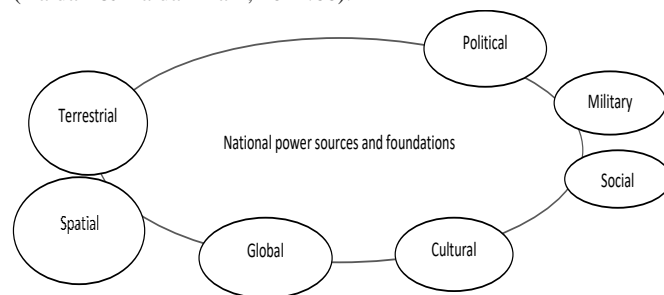 Political
Military
Terrestrial
National power sources and foundations
Social
Spatial
Global
Cultural